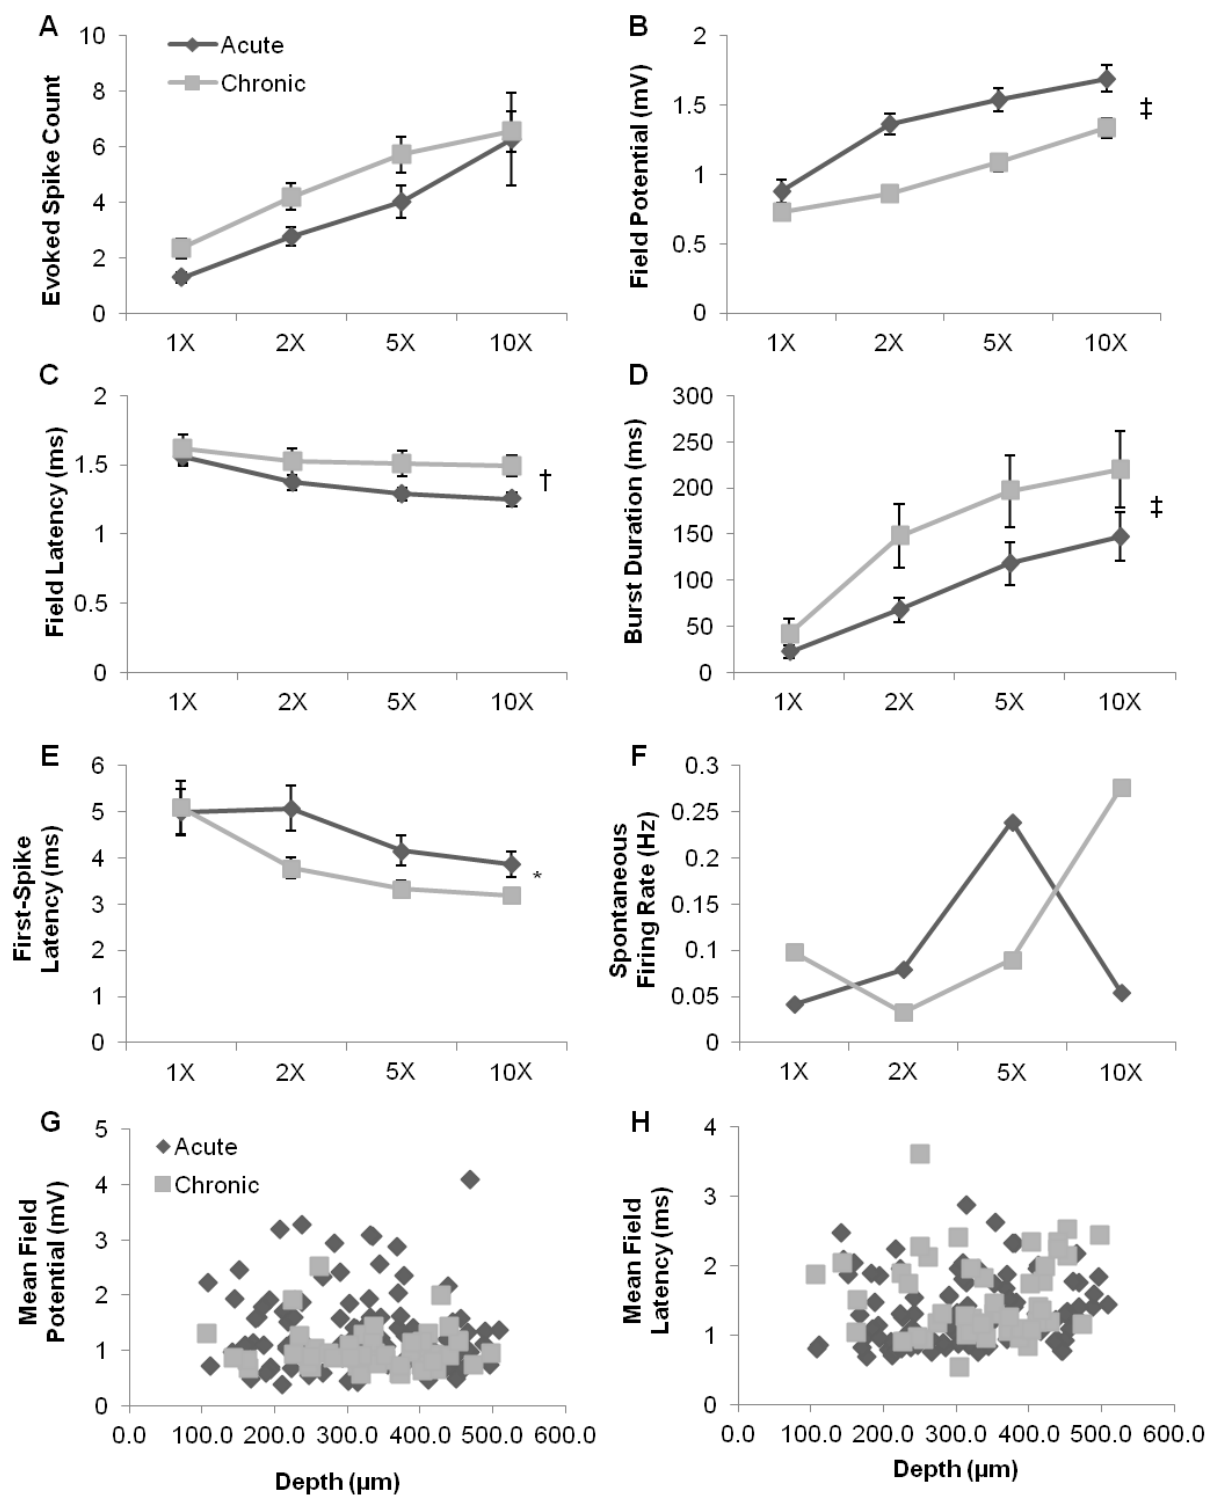 A
Evoked Spike Count
10
8
6
4
2
0
Acute
Chronic
1X 2X 5X 10X
B
Field Potential (mV)
2
1.5
1
0.5
0
‡
1X 2X 5X 10X
C
Field Latency (ms)
2
1.5
1
0.5
0
†
1X 2X 5X 10X
D
Burst Duration (ms)
300
250
200
150
100
50
0
‡
1X 2X 5X 10X
E
First-Spike
Latency (ms)
6
5
4
3
2
1
0
*
1X 2X 5X 10X
F
Spontaneous
Firing Rate (Hz)
0.3
0.25
0.2
0.15
0.1
0.05
0
1X 2X 5X 10X
G
Mean Field
Potential (mV)
5
4
3
2
1
0
Acute
Chronic
0.0 100.0 200.0 300.0 400.0 500.0 600.0
Depth (μm)
H
Mean Field
Latency (ms)
4
3
2
1
0
0.0 100.0 200.0 300.0 400.0 500.0 600.0
Depth (μm)